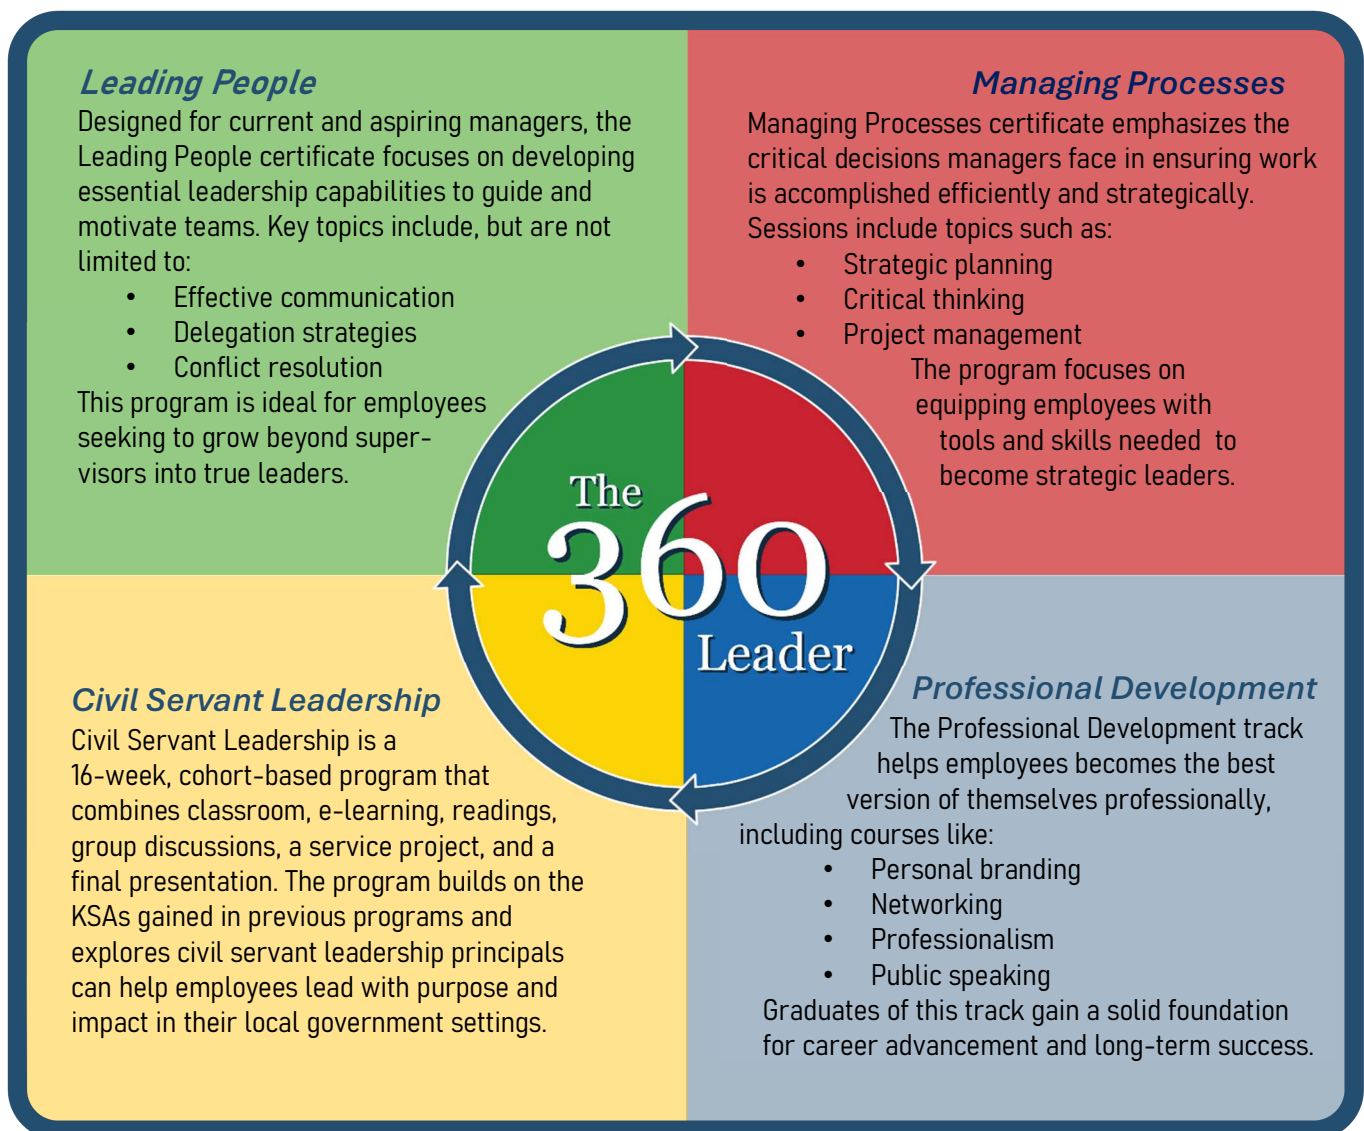 Leading People
Designed for current and aspiring managers, the
Leading People certificate focuses on developing
essential leadership capabilities to guide and
motivate teams. Key topics include, but are not
limited to:
• Effective communication
• Delegation strategies
• Conflict resolution
This program is ideal for employees
seeking to grow beyond super-
visors into true leaders.
Managing Processes
Managing Processes certificate emphasizes the
critical decisions managers face in ensuring work
is accomplished efficiently and strategically.
Sessions include topics such as:
• Strategic planning
• Critical thinking
• Project management
The program focuses on
equipping employees with
tools and skills needed to
become strategic leaders.
The
360
Leader
Civil Servant Leadership
Civil Servant Leadership is a
16-week, cohort-based program that
combines classroom, e-learning, readings,
group discussions, a service project, and a
final presentation. The program builds on the
KSAs gained in previous programs and
explores civil servant leadership principals
can help employees lead with purpose and
impact in their local government settings.
Professional Development
The Professional Development track
helps employees becomes the best
version of themselves professionally,
including courses like:
• Personal branding
• Networking
• Professionalism
• Public speaking
Graduates of this track gain a solid foundation
for career advancement and long-term success.